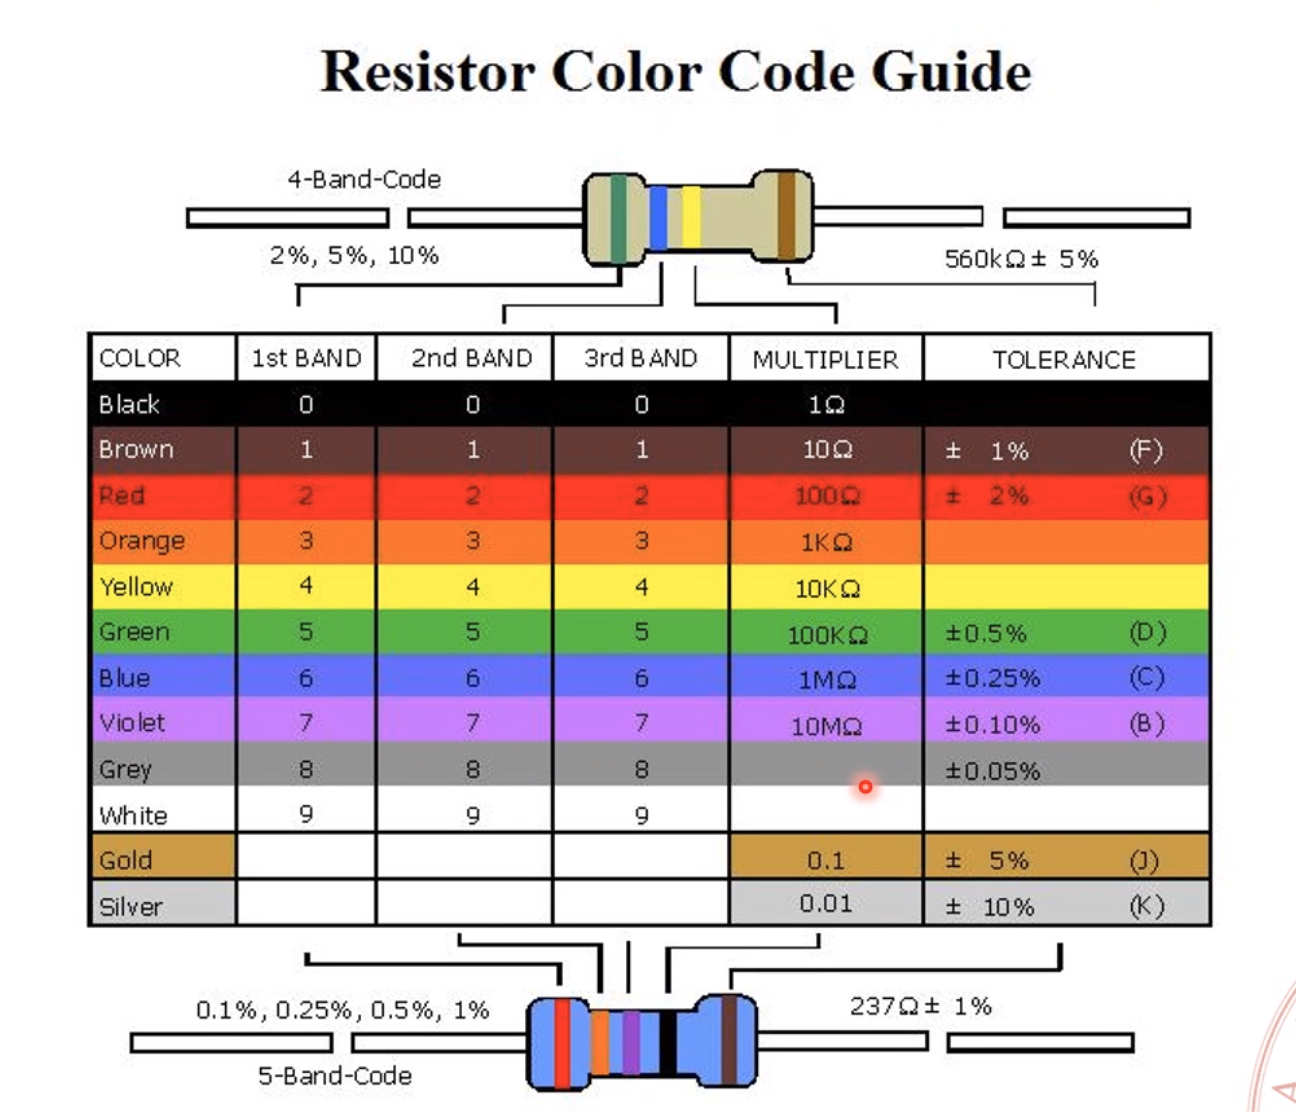 Resistor Color Code Guide
4-Band-Code
2%, 5%, 10%
560kΩ ± 5%
COLOR 1st BAND 2nd BAND 3rd BAND MULTIPLIER TOLERANCE
Black 0 0 0 1Ω
Brown 1 1 1 10Ω ± 1% (F)
Red 2 2 2 100Ω ± 2% (G)
Orange 3 3 3 1KΩ
Yellow 4 4 4 10KΩ
Green 5 5 5 100KΩ ±0.5% (D)
Blue 6 6 6 1MΩ ±0.25% (C)
Violet 7 7 7 10MΩ ±0.10% (B)
Grey 8 8 8 ±0.05%
White 9 9 9
Gold 0.1 ± 5% (J)
Silver 0.01 ± 10% (K)
0.1%, 0.25%, 0.5%, 1%
237Ω ± 1%
5-Band-Code